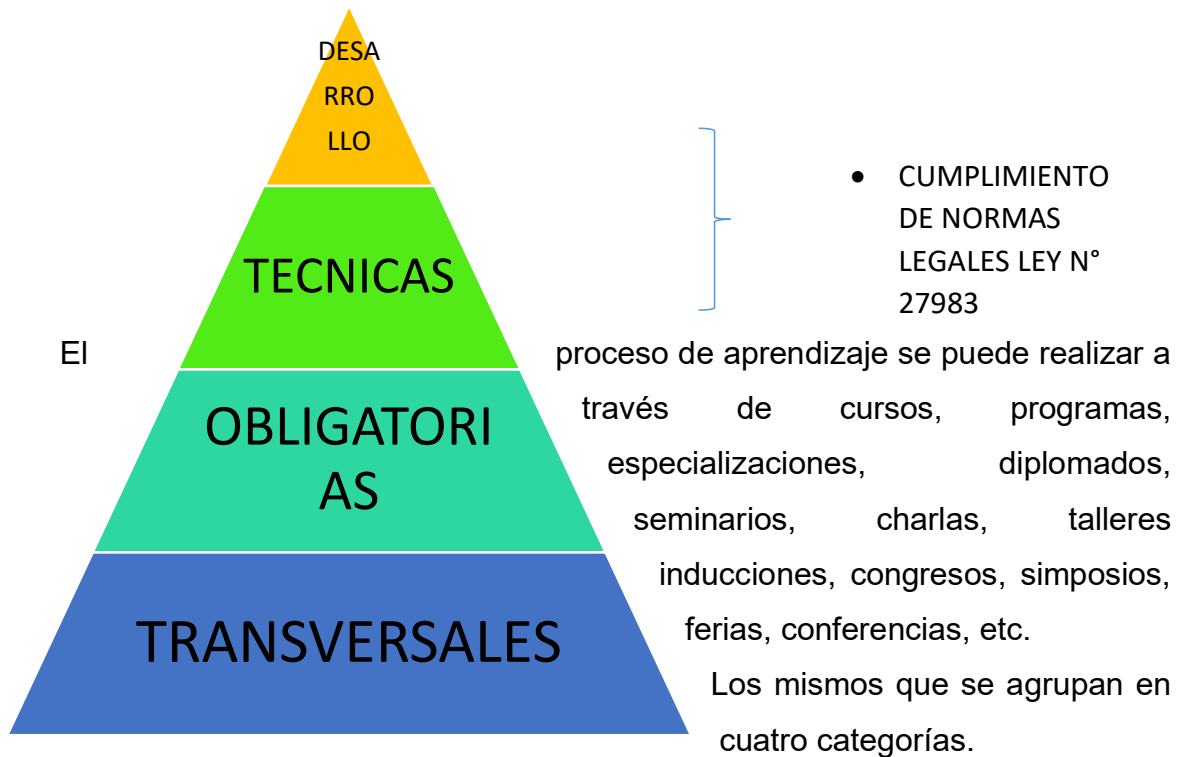 DESA
RRO
LLO
TECNICAS
OBLIGATORI
AS
TRANSVERSALES
• CUMPLIMIENTO
DE NORMAS
LEGALES LEY N°
27983
El proceso de aprendizaje se puede realizar a
través de cursos, programas,
especializaciones, diplomados,
seminarios, charlas, talleres
inducciones, congresos, simposios,
ferias, conferencias, etc.
Los mismos que se agrupan en
cuatro categorías.